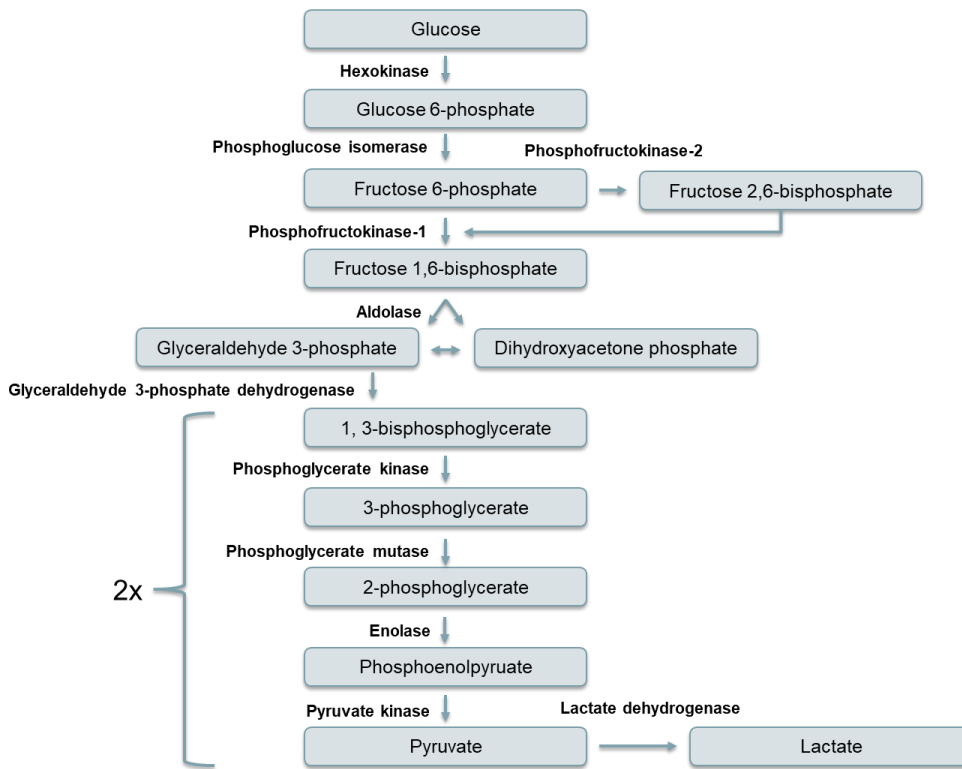 Glucose
Hexokinase
Glucose 6-phosphate
Phosphoglucose isomerase
Phosphofructokinase-2
Fructose 6-phosphate
Fructose 2,6-bisphosphate
Phosphofructokinase-1
Fructose 1,6-bisphosphate
Aldolase
Glyceraldehyde 3-phosphate
Dihydroxyacetone phosphate
Glyceraldehyde 3-phosphate dehydrogenase
1, 3-bisphosphoglycerate
Phosphoglycerate kinase
3-phosphoglycerate
Phosphoglycerate mutase
2x
2-phosphoglycerate
Enolase
Phosphoenolpyruate
Pyruvate kinase
Lactate dehydrogenase
Pyruvate
Lactate